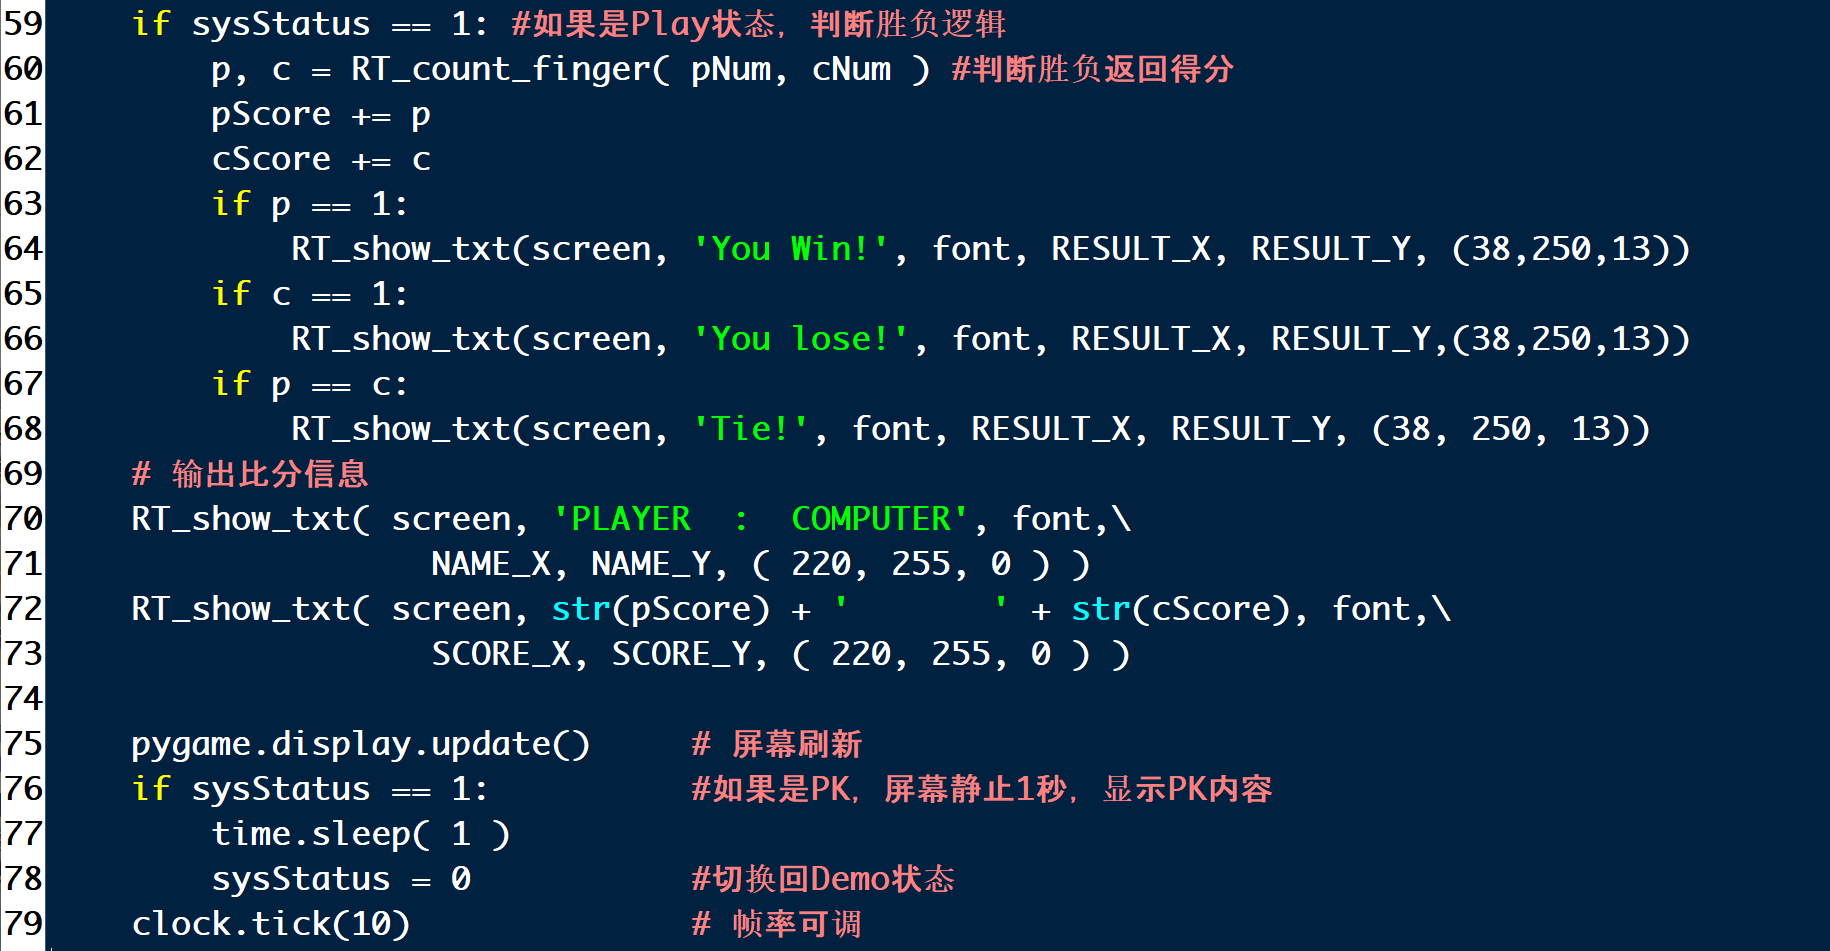 59    if sysStatus == 1: #如果是Play状态，判断胜负逻辑
60        p, c = RT_count_finger( pNum, cNum ) #判断胜负返回得分
61        pScore += p
62        cScore += c
63        if p == 1:
64            RT_show_txt(screen, 'You Win!', font, RESULT_X, RESULT_Y, (38,250,13))
65        if c == 1:
66            RT_show_txt(screen, 'You lose!', font, RESULT_X, RESULT_Y,(38,250,13))
67        if p == c:
68            RT_show_txt(screen, 'Tie!', font, RESULT_X, RESULT_Y, (38, 250, 13))
69    # 输出比分信息
70    RT_show_txt( screen, 'PLAYER  :  COMPUTER', font,\
71                   NAME_X, NAME_Y, ( 220, 255, 0 ) )
72    RT_show_txt( screen, str(pScore) + '       ' + str(cScore), font,\
73                   SCORE_X, SCORE_Y, ( 220, 255, 0 ) )
74
75    pygame.display.update()     # 屏幕刷新
76    if sysStatus == 1:          #如果是PK，屏幕静止1秒，显示PK内容
77        time.sleep( 1 )
78        sysStatus = 0           #切换回Demo状态
79    clock.tick(10)              # 帧率可调